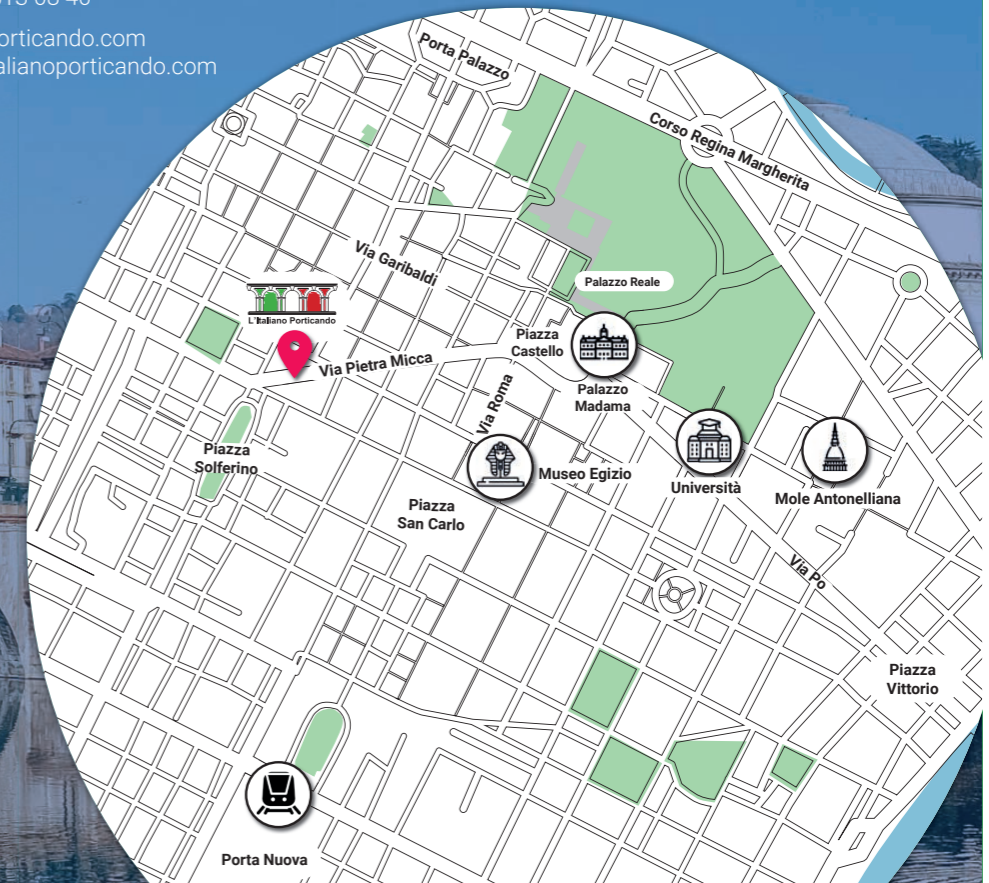 porticando.com
alianoporticando.com
Porta Palazzo
Corso Regina Margherita
Via Garibaldi
Palazzo Reale
L'Italiano Porticando
Piazza
Castello
Via Pietra Micca
Palazzo
Madama
Via Roma
Piazza
Solferino
Museo Egizio
Università
Mole Antonelliana
Piazza
San Carlo
Via Po
Piazza
Vittorio
Porta Nuova